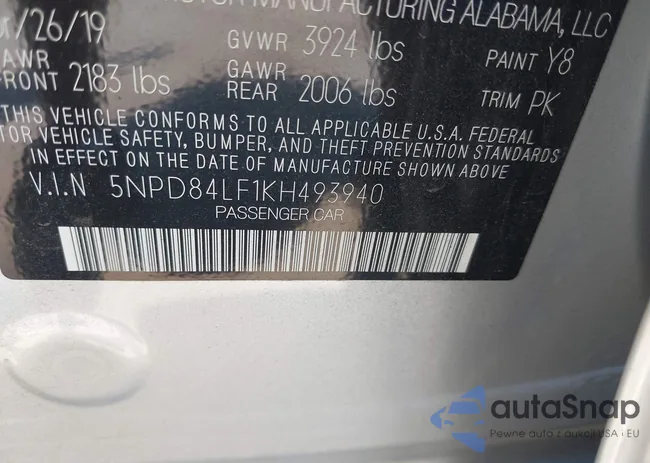 MANUFACTURING ALABAMA, LLC
/26/19 GVWR 3924 lbs PAINT Y8
FRONT 2183 lbs GAWR REAR 2006 lbs TRIM PK
THIS VEHICLE CONFORMS TO ALL APPLICABLE U.S.A. FEDERAL
VEHICLE SAFETY, BUMPER, AND THEFT PREVENTION STANDARDS
IN EFFECT ON THE DATE OF MANUFACTURE SHOWN ABOVE.
V.I.N 5NPD84LF1KH493940
PASSENGER CAR
autaSnap
Pewne auta z aukcji USA i EU